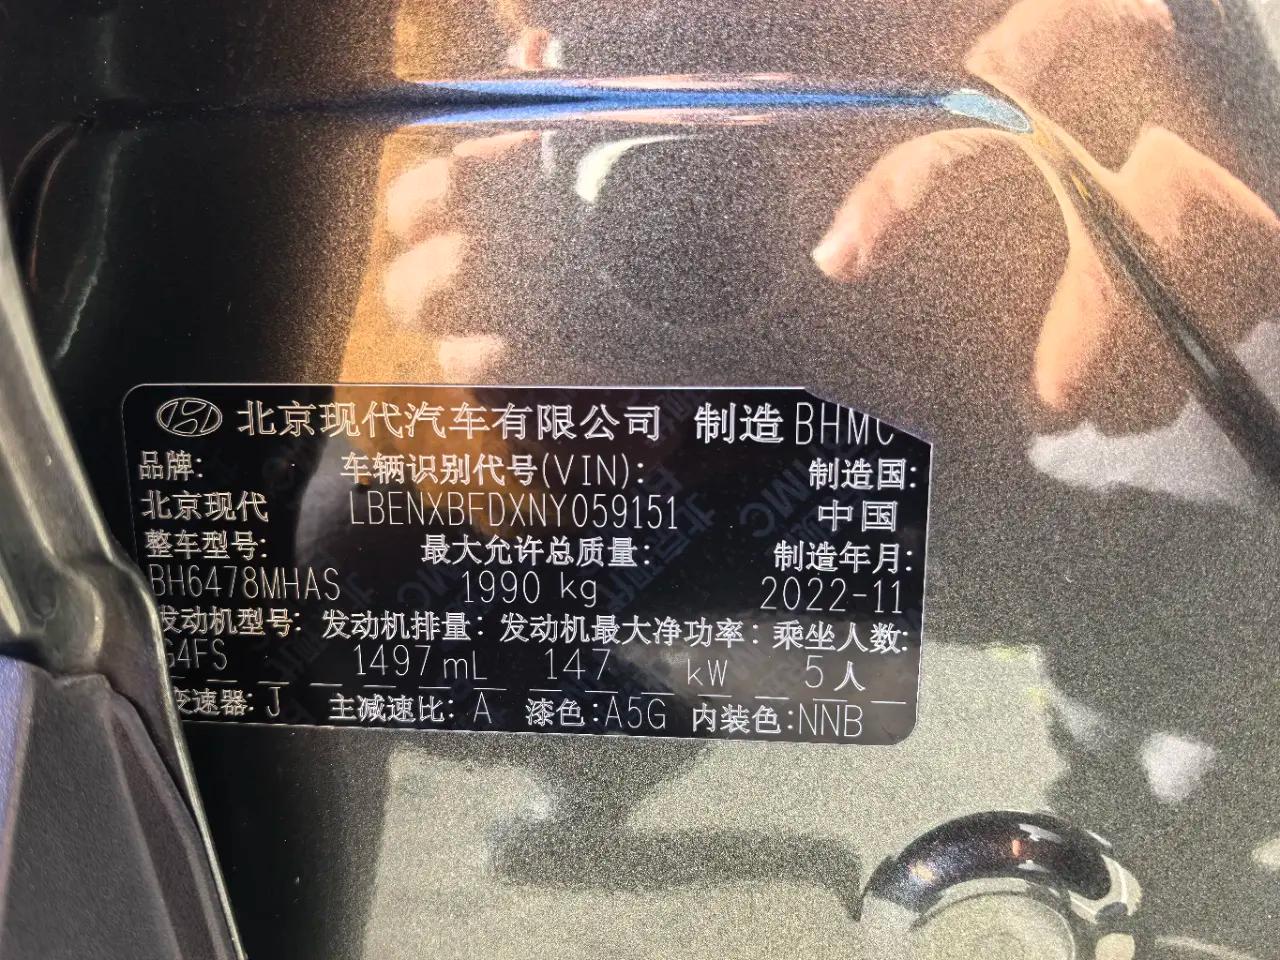 北京现代汽车有限公司 制造 BHMC
品牌: 车辆识别代号(VIN): 制造国:
北京现代 LBENXBFDXNY059151 中国
整车型号: 最大允许总质量: 制造年月:
BH6478MHAS 1990 kg 2022-11
发动机型号: 发动机排量: 发动机最大净功率: 乘坐人数:
G4FS 1497 mL 147 kW 5人
变速器: J 主减速比: A 漆色:A5G 内装色:NNB